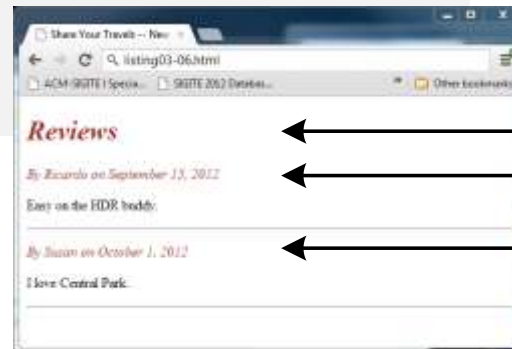 Share Your Travels -- New
listing03-06.html
ACM SIGITE | Specia...
SIGITE 2012 Databas...
Other bookmarks
Reviews
By Ricardo on September 15, 2012
Easy on the HDR buddy.
By Susan on October 1, 2012
I love Central Park.